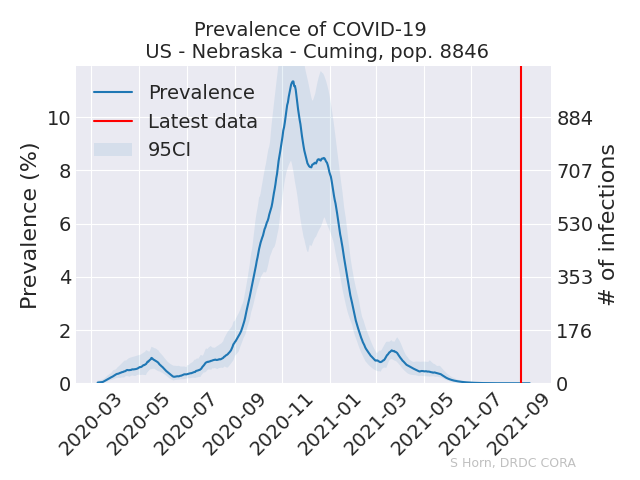 Prevalence of COVID-19
US - Nebraska - Cuming, pop. 8846
Prevalence
Latest data
95CI
Prevalence (%)
10
8
6
4
2
0
884
707
530
353
176
0
# of infections
2020-03
2020-05
2020-07
2020-09
2020-11
2021-01
2021-03
2021-05
2021-07
2021-09
S Horn, DRDC CORA